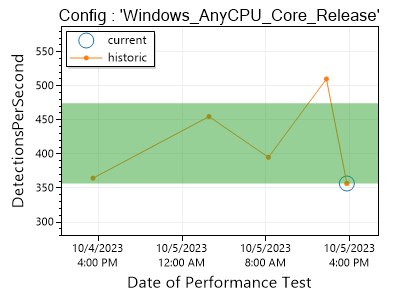 Config : 'Windows_AnyCPU_Core_Release'
current
historic
DetectionsPerSecond
550
500
450
400
350
300
10/4/2023 10/5/2023 10/5/2023 10/5/2023
4:00 PM 12:00 AM 8:00 AM 4:00 PM
Date of Performance Test